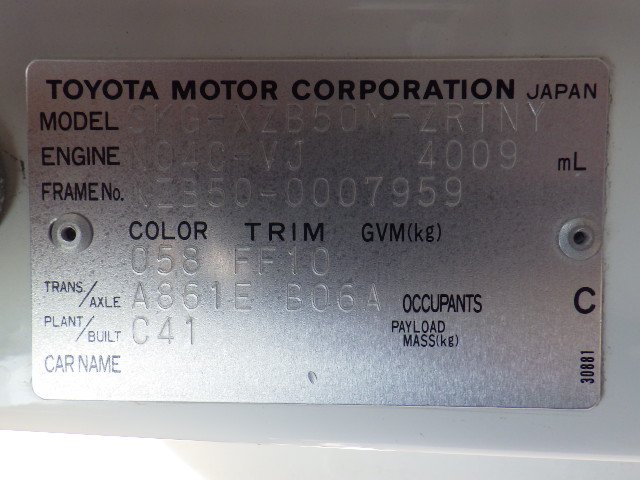 TOYOTA MOTOR CORPORATION JAPAN
MODEL SKG-XZB50M-ZRTNY
ENGINE N04C-VJ 4009 mL
FRAME No. XZB50-0007959
COLOR TRIM GVM(kg)
058 FF10
TRANS/AXLE A861E B06A OCCUPANTS C
PLANT/BUILT C41 PAYLOAD MASS(kg)
CAR NAME
30881